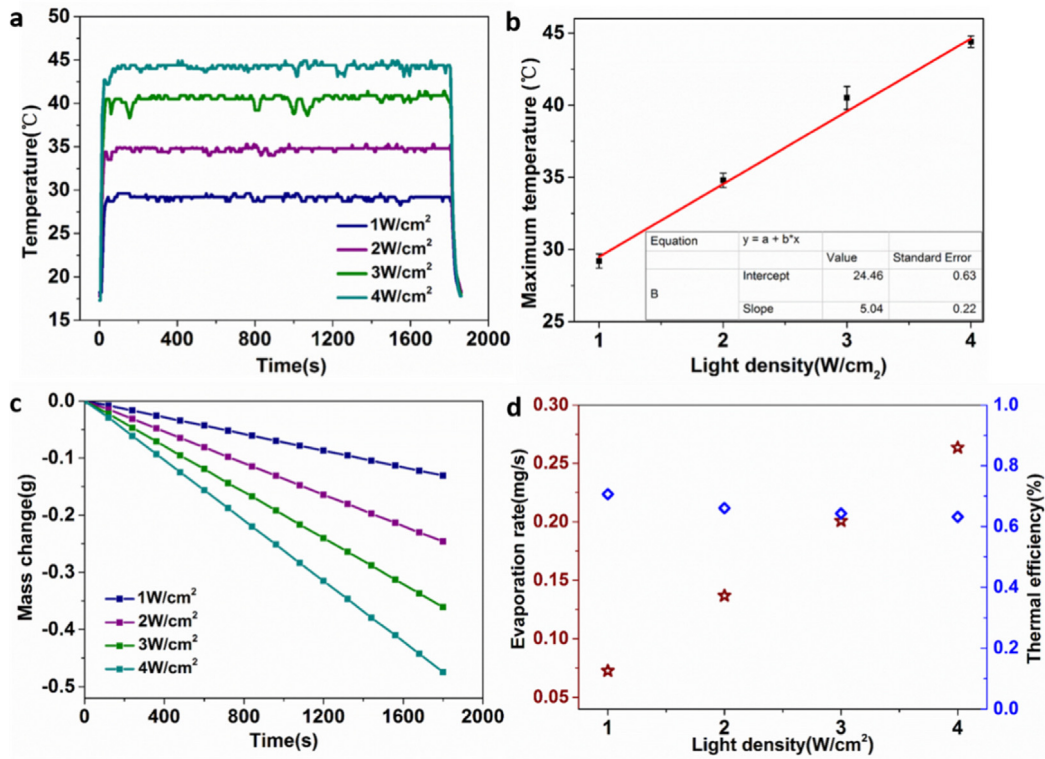 a
50
45
40
35
30
25
20
15
Temperature(℃)
0 400 800 1200 1600 2000
Time(s)
1W/cm²
2W/cm²
3W/cm²
4W/cm²
b
45
40
35
30
25
Maximum temperature (℃)
Equation y = a + b*x
Value Standard Error
Intercept 24.46 0.63
B
Slope 5.04 0.22
1 2 3 4
Light density(W/cm₂)
c
0.0
-0.1
-0.2
-0.3
-0.4
-0.5
Mass change(g)
1W/cm²
2W/cm²
3W/cm²
4W/cm²
0 400 800 1200 1600 2000
Time(s)
d
0.30
0.25
0.20
0.15
0.10
0.05
Evaporation rate(mg/s)
1.0
0.8
0.6
0.4
0.2
0.0
Thermal efficiency(%)
1 2 3 4
Light density(W/cm²)